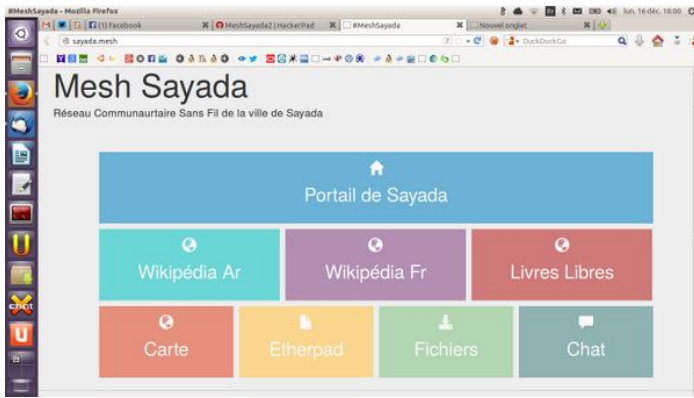 #MeshSayada - Mozilla Firefox
lun. 16 déc. 18:00
(1) Facebook
MeshSayada2 | HackerPad
#MeshSayada
Nouvel onglet
sayada.mesh
DuckDuckGo
Mesh Sayada
Réseau Communaurtaire Sans Fil de la ville de Sayada
Portail de Sayada
Wikipédia Ar
Wikipédia Fr
Livres Libres
Carte
Etherpad
Fichiers
Chat